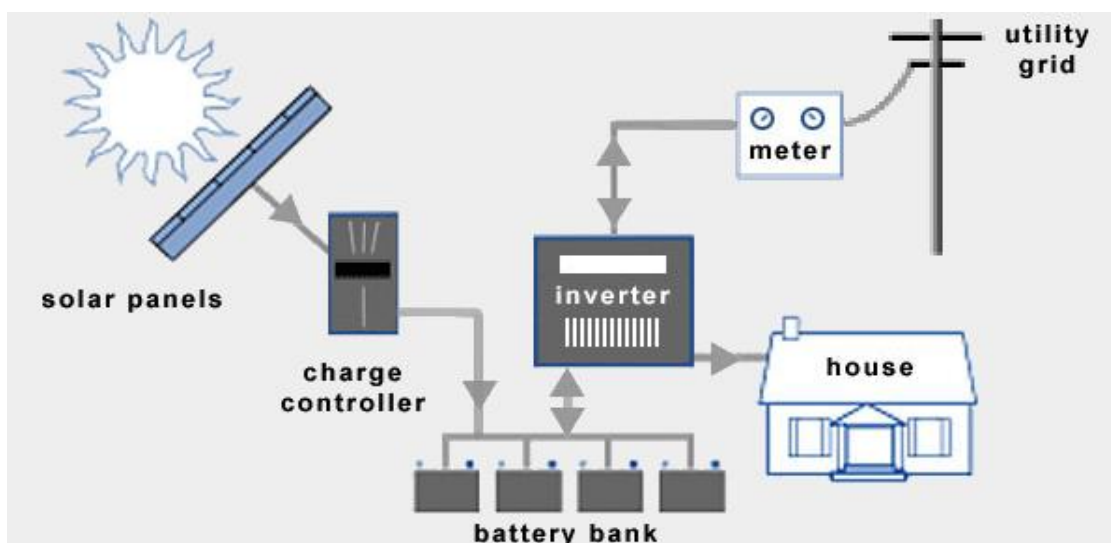 utility
grid
meter
solar panels
inverter
charge
controller
house
battery bank